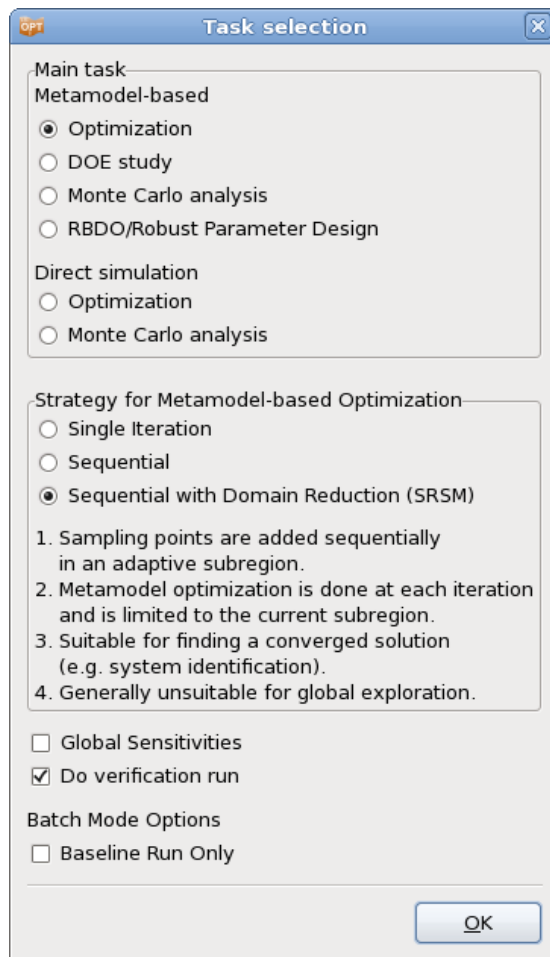 OPT
Task selection
Main task
Metamodel-based
Optimization
DOE study
Monte Carlo analysis
RBDO/Robust Parameter Design
Direct simulation
Optimization
Monte Carlo analysis
Strategy for Metamodel-based Optimization
Single Iteration
Sequential
Sequential with Domain Reduction (SRSM)
1. Sampling points are added sequentially
in an adaptive subregion.
2. Metamodel optimization is done at each iteration
and is limited to the current subregion.
3. Suitable for finding a converged solution
(e.g. system identification).
4. Generally unsuitable for global exploration.
Global Sensitivities
Do verification run
Batch Mode Options
Baseline Run Only
OK